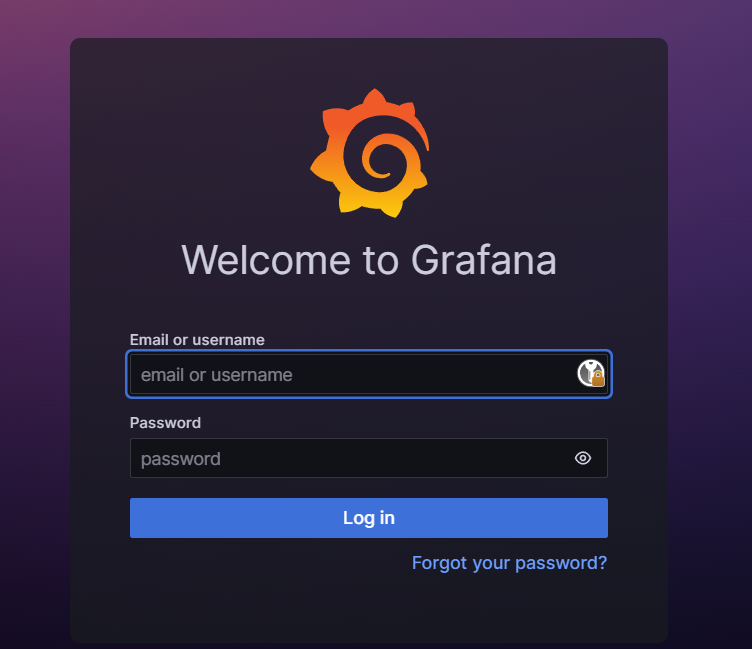 Welcome to Grafana
Email or username
email or username
Password
password
Log in
Forgot your password?